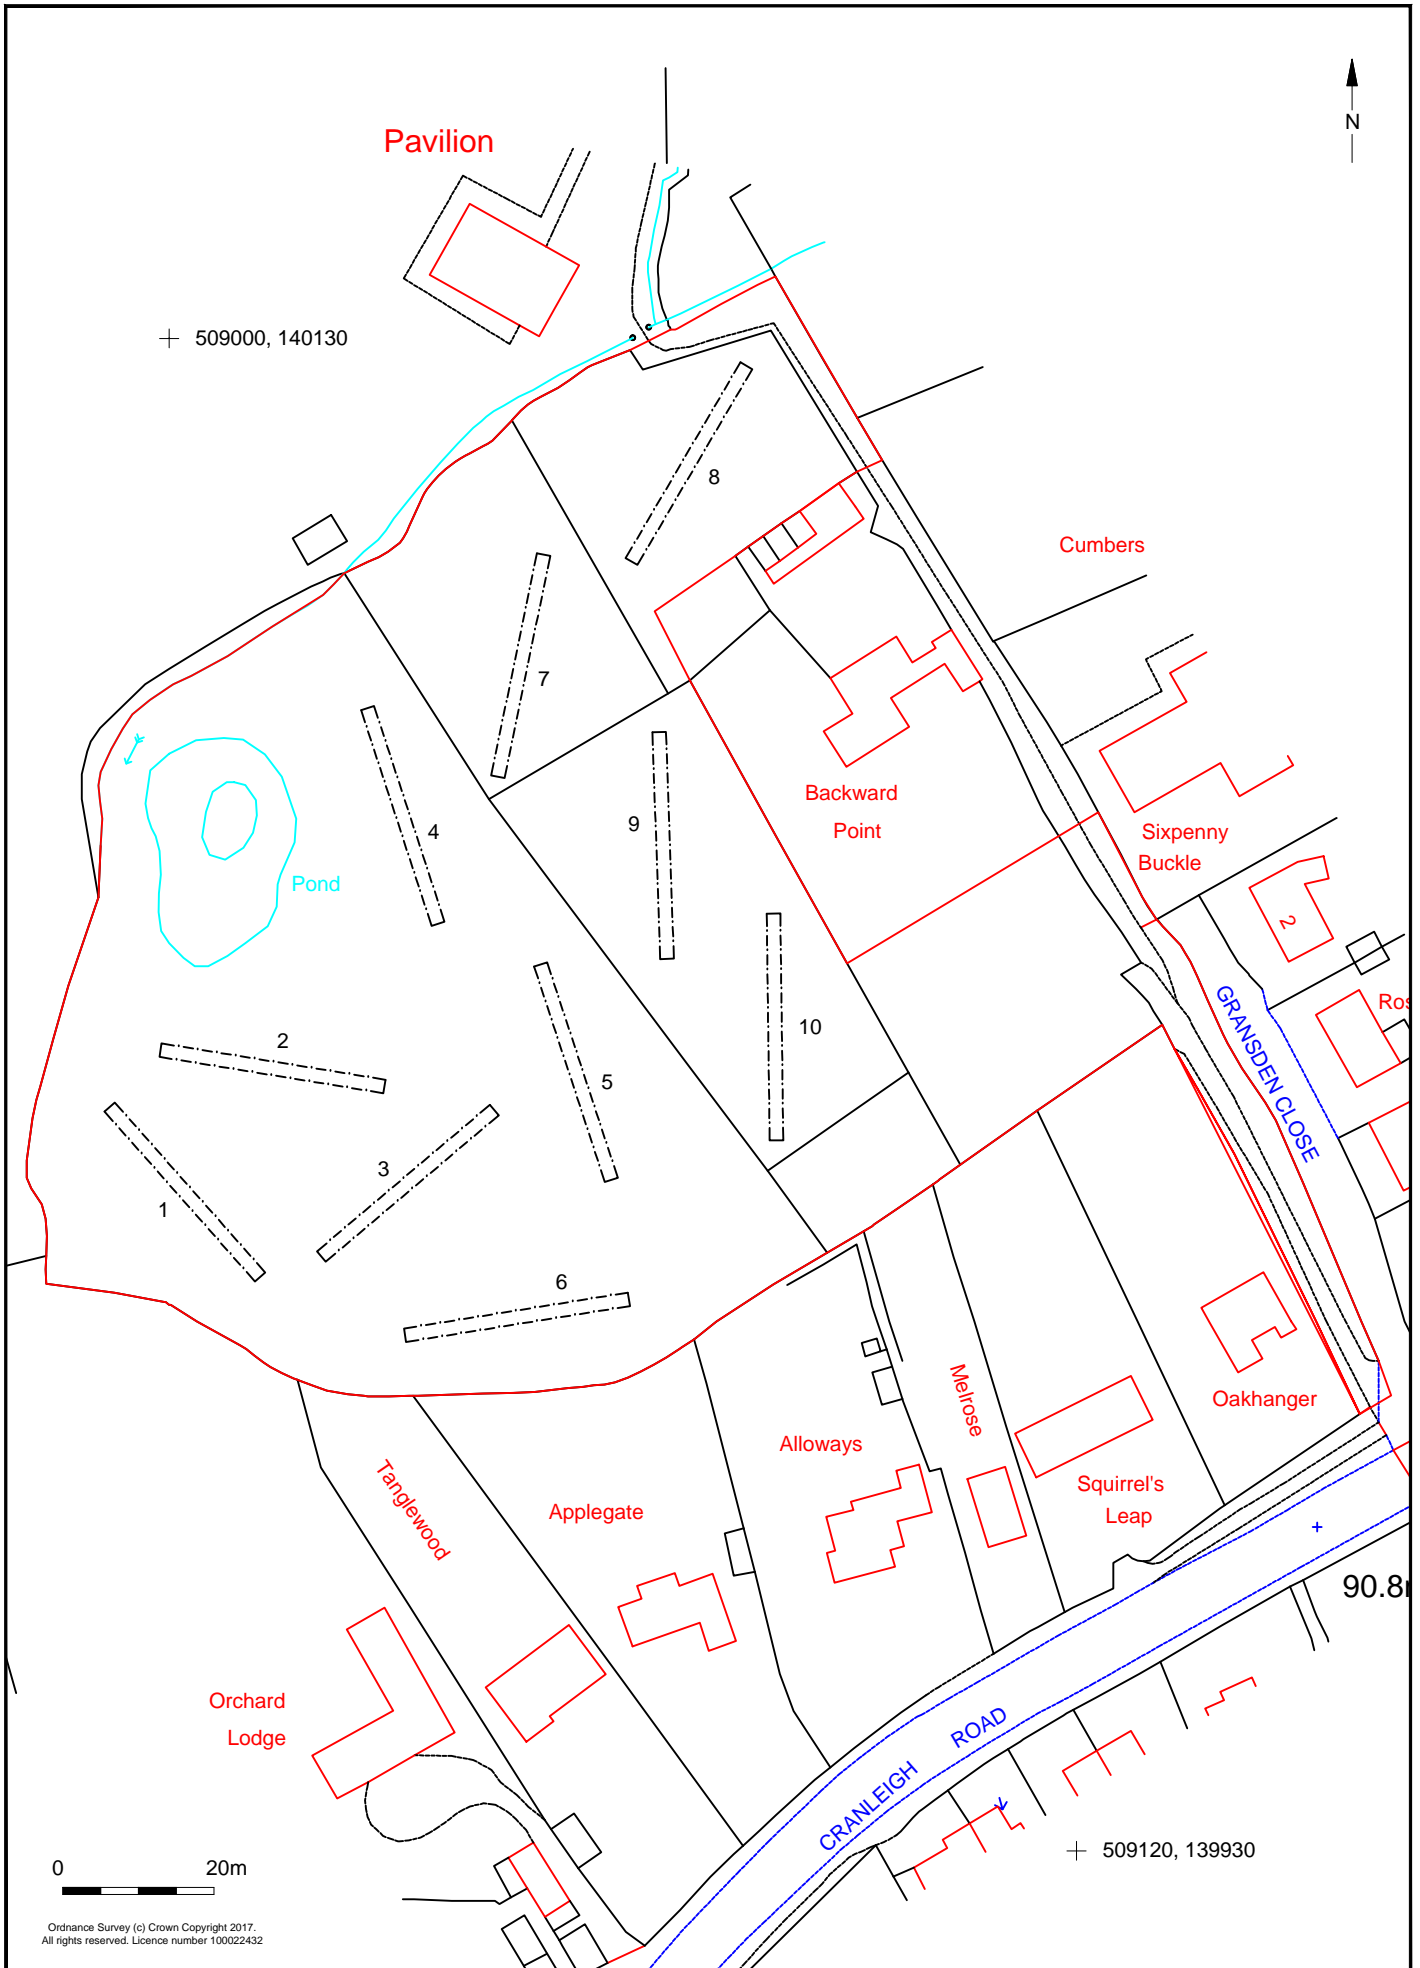 Pavilion
N
509000, 140130
8
Cumbers
7
Backward
Point
9
4
Sixpenny
Buckle
Pond
2
10
GRANSDEN CLOSE
2
5
3
1
6
Melrose
Oakhanger
Alloways
Tanglewood
Applegate
Squirrel's
Leap
90.8
Orchard
Lodge
CRANLEIGH ROAD
509120, 139930
0 20m
Ordnance Survey (c) Crown Copyright 2017.
All rights reserved. Licence number 100022432